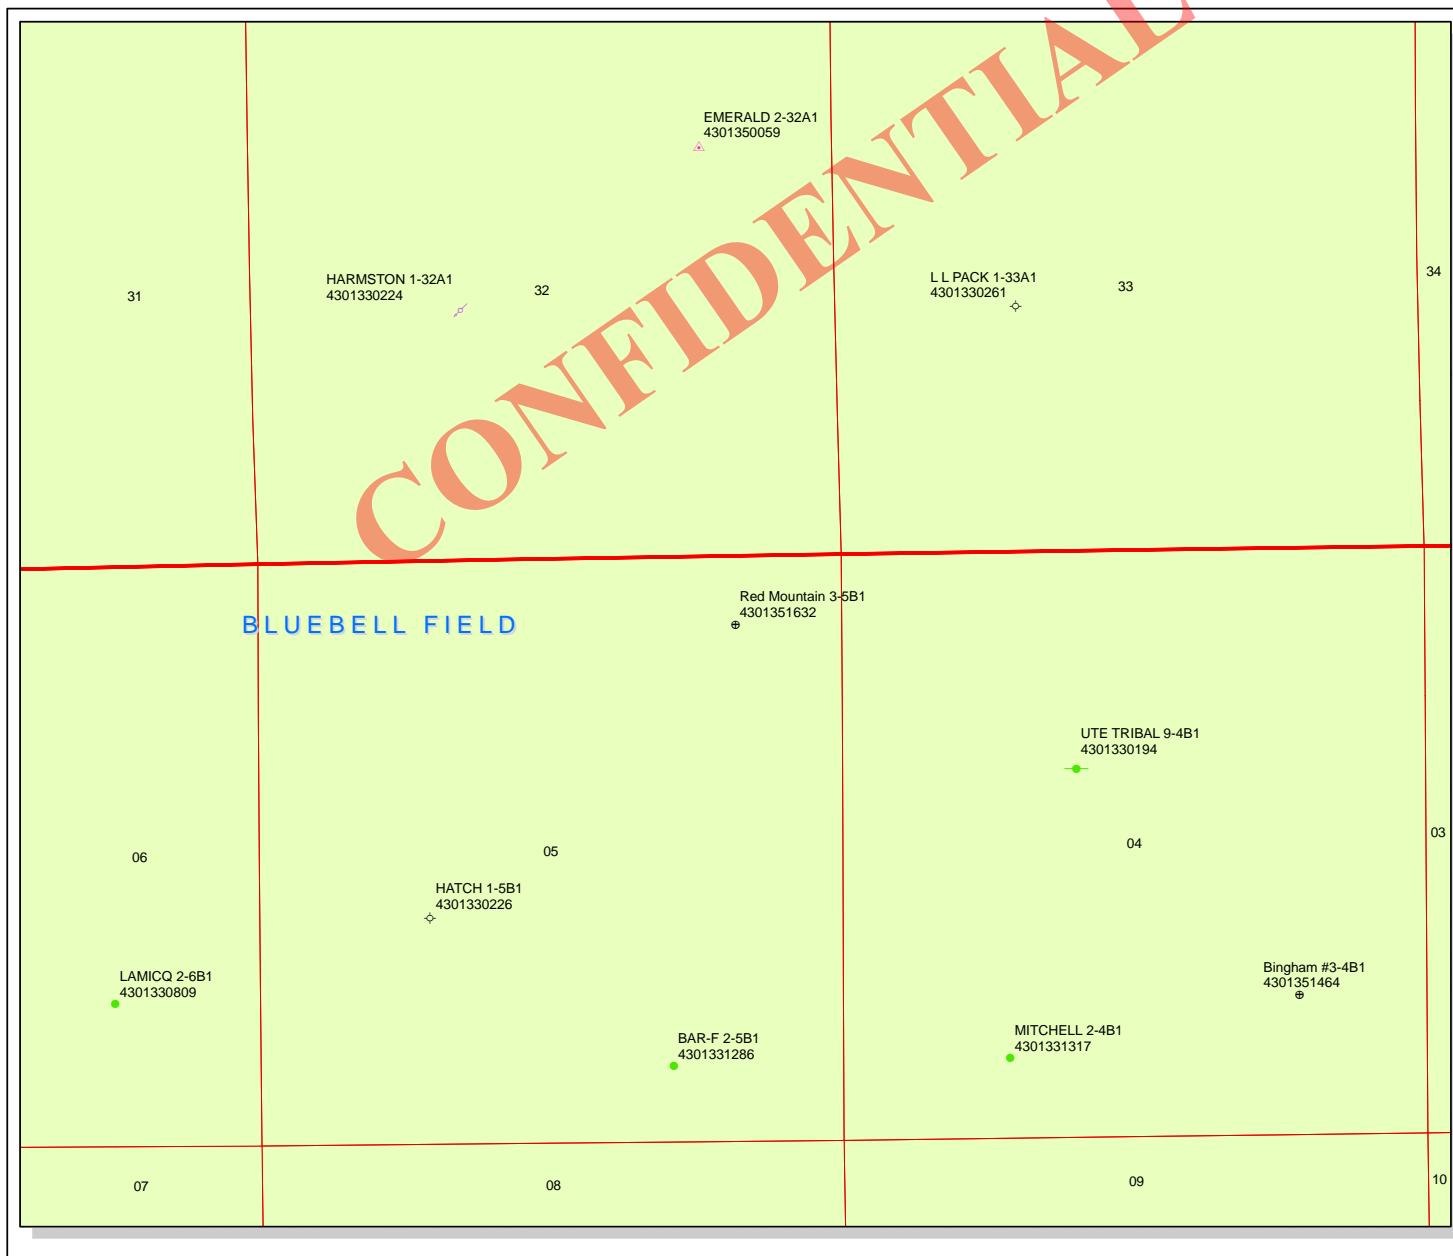 CONFIDENTIAL
EMERALD 2-32A1
4301350059
HARMSTON 1-32A1
4301330224
L L PACK 1-33A1
4301330261
31
32
33
34
Red Mountain 3-5B1
4301351632
BLUEBELL FIELD
UTE TRIBAL 9-4B1
4301330194
06
05
04
03
HATCH 1-5B1
4301330226
LAMICQ 2-6B1
4301330809
Bingham #3-4B1
4301351464
BAR-F 2-5B1
4301331286
MITCHELL 2-4B1
4301331317
07
08
09
10